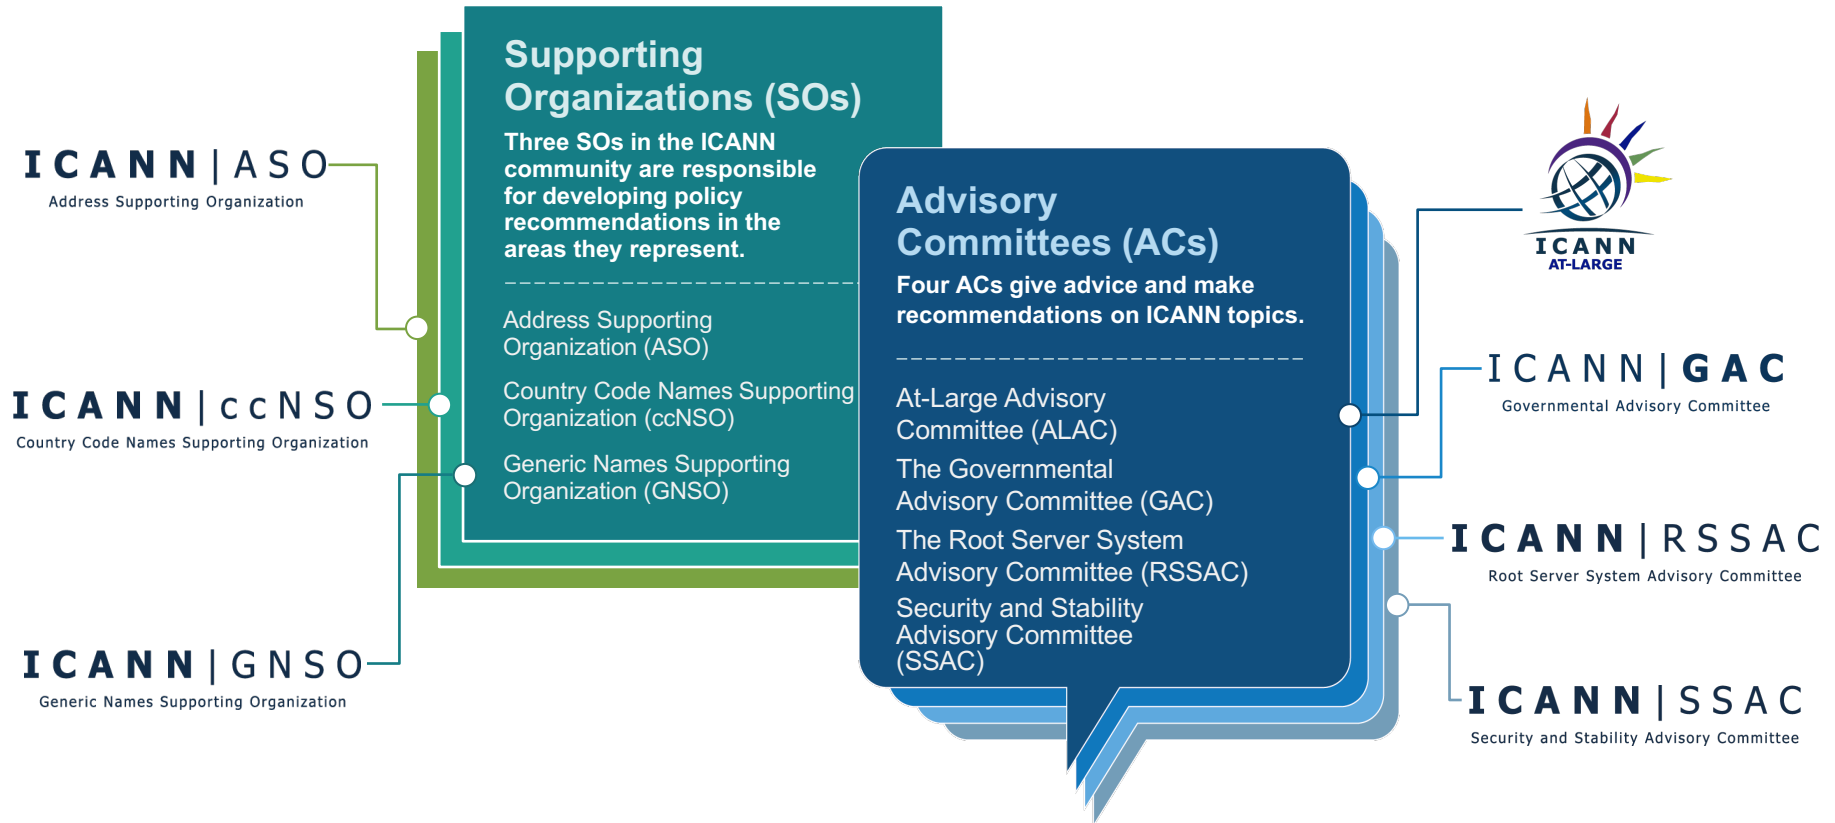 Supporting
Organizations (SOs)
Three SOs in the ICANN
community are responsible
for developing policy
recommendations in the
areas they represent.
Address Supporting
Organization (ASO)
Country Code Names Supporting
Organization (ccNSO)
Generic Names Supporting
Organization (GNSO)
ICANN|ASO
Address Supporting Organization
ICANN|ccNSO
Country Code Names Supporting Organization
ICANN|GNSO
Generic Names Supporting Organization
Advisory
Committees (ACs)
Four ACs give advice and make
recommendations on ICANN topics.
At-Large Advisory
Committee (ALAC)
The Governmental
Advisory Committee (GAC)
The Root Server System
Advisory Committee (RSSAC)
Security and Stability
Advisory Committee
(SSAC)
ICANN
AT-LARGE
ICANN|GAC
Governmental Advisory Committee
ICANN|RSSAC
Root Server System Advisory Committee
ICANN|SSAC
Security and Stability Advisory Committee